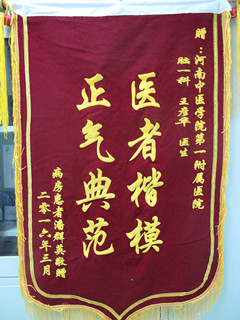 赠：河南中医学院第一附属医院
脑一科 王彦华 医生
医者楷模
正气典范
病房患者潘群英敬赠
二零一六年三月